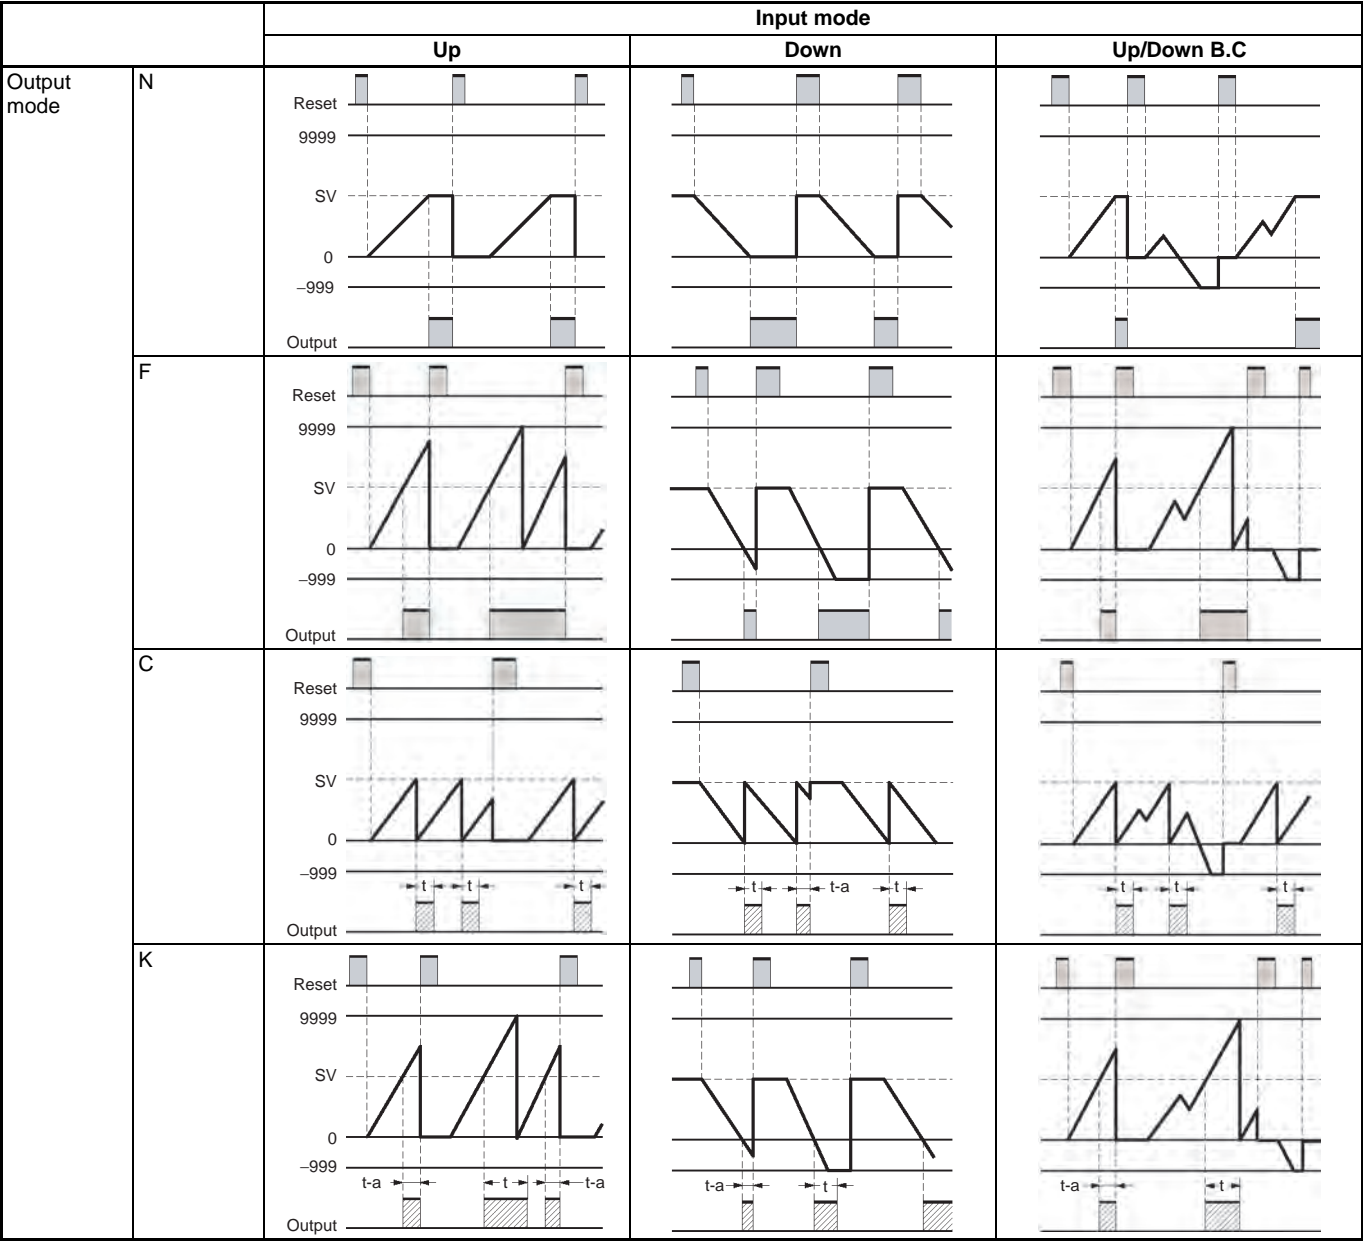 Input mode
Up Down Up/Down B.C
Output mode
N
Reset
9999
SV
0
−999
Output
F
Reset
9999
SV
0
−999
Output
C
Reset
9999
SV
0
−999
t t t
t t-a t
t t t
Output
K
Reset
9999
SV
0
−999
t-a t t-a
t-a t
t-a t
Output